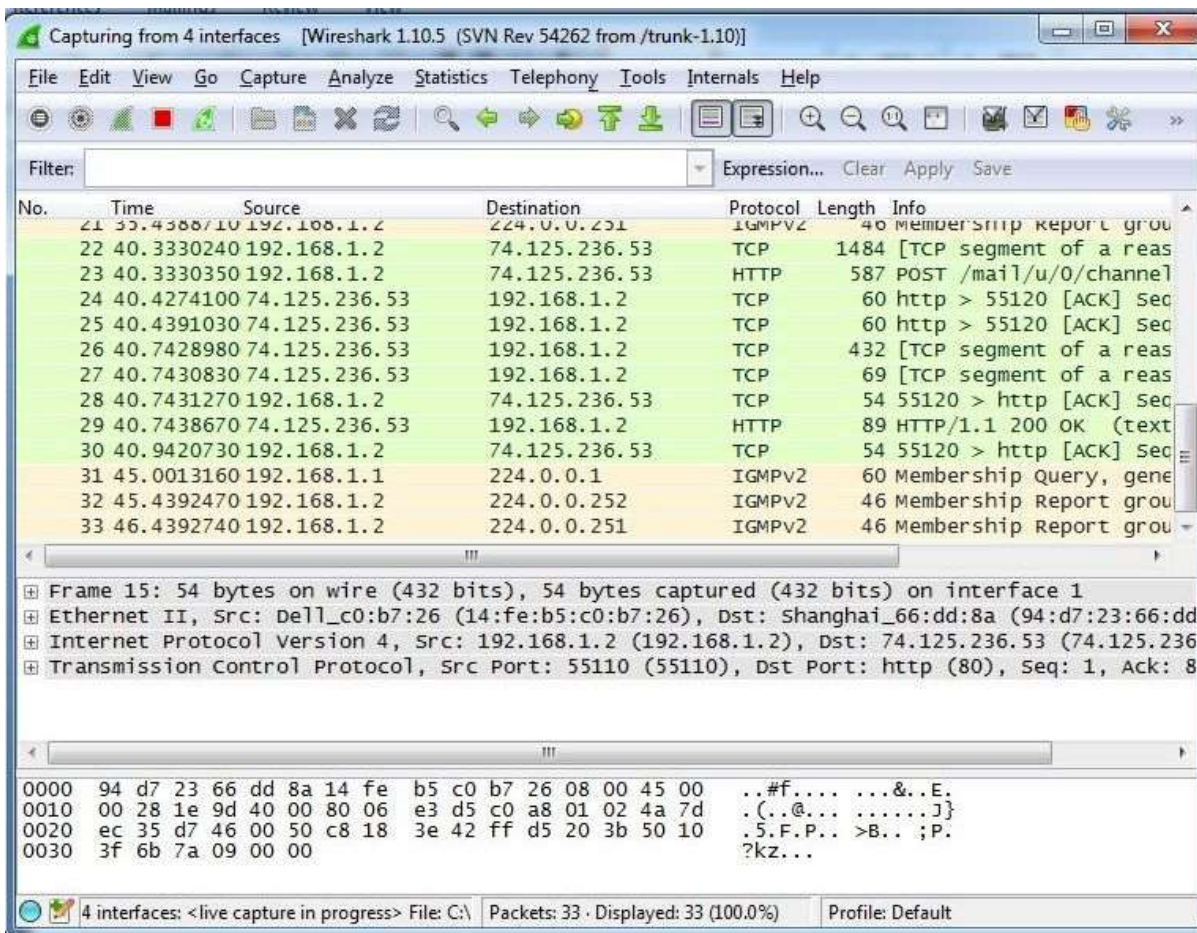 Capturing from 4 interfaces [Wireshark 1.10.5 (SVN Rev 54262 from /trunk-1.10)]
File Edit View Go Capture Analyze Statistics Telephony Tools Internals Help
Filter: Expression... Clear Apply Save
No. Time Source Destination Protocol Length Info
21 35.4388710 192.168.1.2 224.0.0.251 IGMPv2 46 Membership Report grou
22 40.3330240 192.168.1.2 74.125.236.53 TCP 1484 [TCP segment of a reas
23 40.3330350 192.168.1.2 74.125.236.53 HTTP 587 POST /mail/u/0/channel
24 40.4274100 74.125.236.53 192.168.1.2 TCP 60 http > 55120 [ACK] Seq
25 40.4391030 74.125.236.53 192.168.1.2 TCP 60 http > 55120 [ACK] Seq
26 40.7428980 74.125.236.53 192.168.1.2 TCP 432 [TCP segment of a reas
27 40.7430830 74.125.236.53 192.168.1.2 TCP 69 [TCP segment of a reas
28 40.7431270 192.168.1.2 74.125.236.53 TCP 54 55120 > http [ACK] Seq
29 40.7438670 74.125.236.53 192.168.1.2 HTTP 89 HTTP/1.1 200 OK (text
30 40.9420730 192.168.1.2 74.125.236.53 TCP 54 55120 > http [ACK] Seq
31 45.0013160 192.168.1.1 224.0.0.1 IGMPv2 60 Membership Query, gene
32 45.4392470 192.168.1.2 224.0.0.252 IGMPv2 46 Membership Report grou
33 46.4392740 192.168.1.2 224.0.0.251 IGMPv2 46 Membership Report grou
Frame 15: 54 bytes on wire (432 bits), 54 bytes captured (432 bits) on interface 1
Ethernet II, Src: Dell_c0:b7:26 (14:fe:b5:c0:b7:26), Dst: Shanghai_66:dd:8a (94:d7:23:66:dd
Internet Protocol Version 4, Src: 192.168.1.2 (192.168.1.2), Dst: 74.125.236.53 (74.125.236
Transmission Control Protocol, Src Port: 55110 (55110), Dst Port: http (80), Seq: 1, Ack: 8
0000 94 d7 23 66 dd 8a 14 fe b5 c0 b7 26 08 00 45 00 ..#f.... ...&..E.
0010 00 28 1e 9d 40 00 80 06 e3 d5 c0 a8 01 02 4a 7d .(..@... ......J}
0020 ec 35 d7 46 00 50 c8 18 3e 42 ff d5 20 3b 50 10 .5.F.P.. >B.. ;P.
0030 3f 6b 7a 09 00 00 ?kz...
4 interfaces: <live capture in progress> File: C:\ Packets: 33 · Displayed: 33 (100.0%) Profile: Default